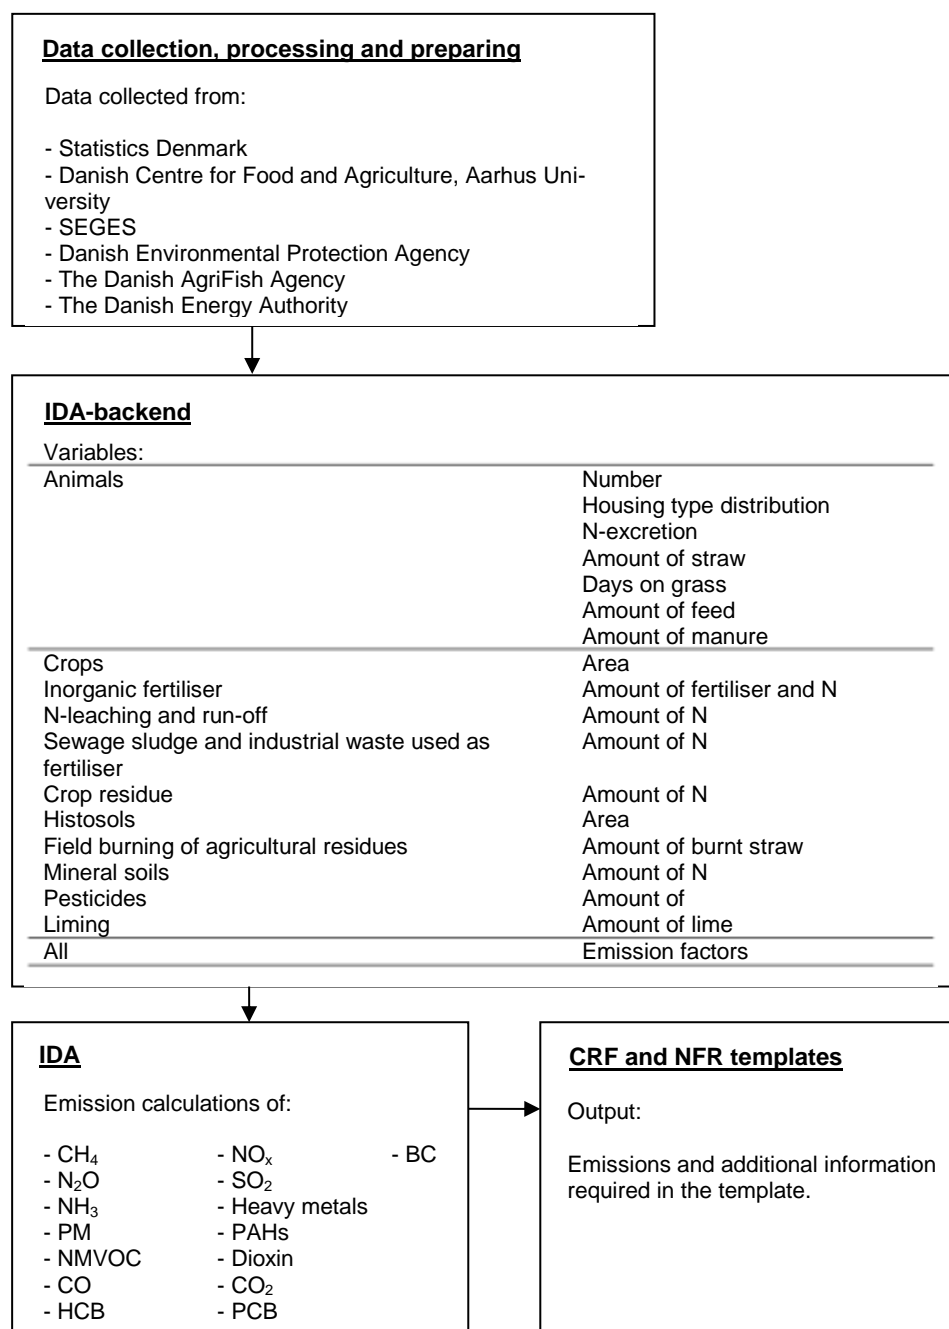 Data collection, processing and preparing
Data collected from:
- Statistics Denmark
- Danish Centre for Food and Agriculture, Aarhus Uni-
versity
- SEGES
- Danish Environmental Protection Agency
- The Danish AgriFish Agency
- The Danish Energy Authority
IDA-backend
Variables:
Animals Number
Housing type distribution
N-excretion
Amount of straw
Days on grass
Amount of feed
Amount of manure
Crops Area
Inorganic fertiliser Amount of fertiliser and N
N-leaching and run-off Amount of N
Sewage sludge and industrial waste used as Amount of N
fertiliser
Crop residue Amount of N
Histosols Area
Field burning of agricultural residues Amount of burnt straw
Mineral soils Amount of N
Pesticides Amount of
Liming Amount of lime
All Emission factors
IDA
Emission calculations of:
- CH₄ - NOₓ - BC
- N₂O - SO₂
- NH₃ - Heavy metals
- PM - PAHs
- NMVOC - Dioxin
- CO - CO₂
- HCB - PCB
CRF and NFR templates
Output:
Emissions and additional information
required in the template.